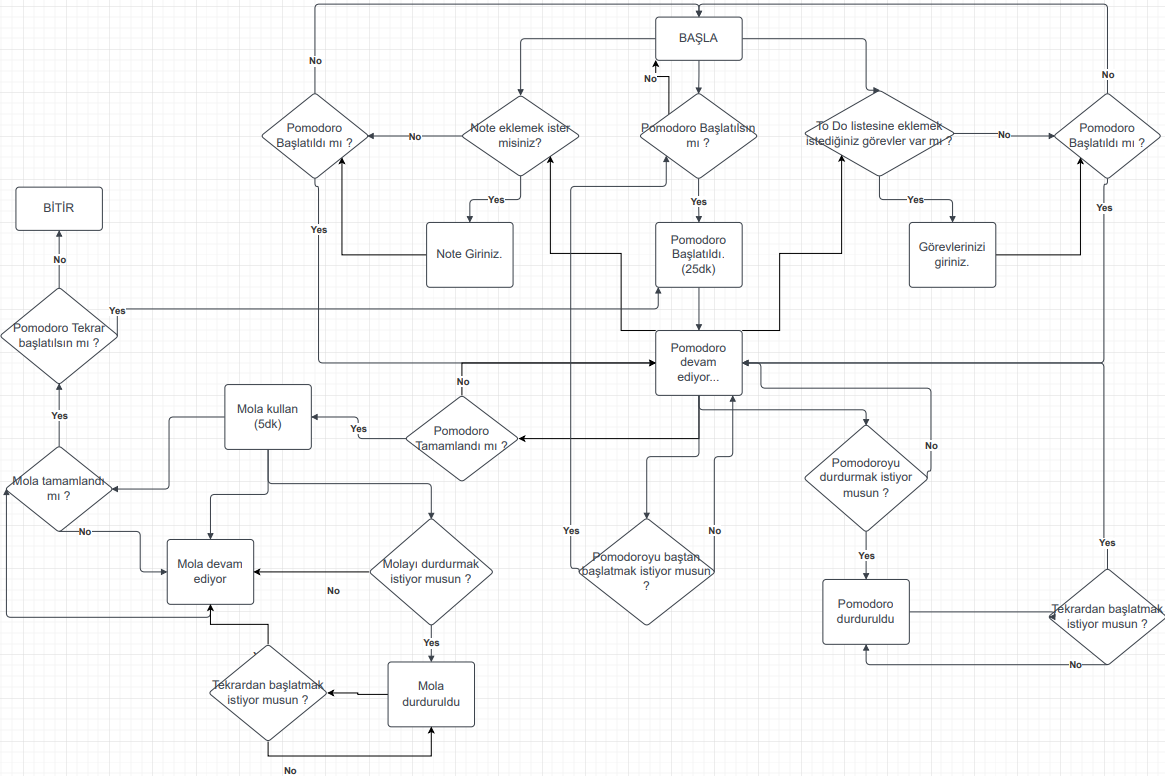 BAŞLA
No
No
No
Pomodoro
Başlatıldı mı ?
No
Note eklemek ister
misiniz?
Pomodoro Başlatılsın
mı ?
To Do listesine eklemek
istediğiniz görevler var mı ?
No
Pomodoro
Başlatıldı mı ?
BİTİR
Yes
Yes
Yes
Yes
Yes
Note Giriniz.
Pomodoro
Başlatıldı.
(25dk)
Görevlerinizi
giriniz.
No
Yes
Pomodoro Tekrar
başlatılsın mı ?
Pomodoro
devam
ediyor...
No
Yes
Mola kullan
(5dk)
Yes
Pomodoro
Tamamlandı mı ?
No
Mola tamamlandı
mı ?
Pomodoroyu
durdurmak istiyor
musun ?
No
Yes
No
Yes
Yes
Mola devam
ediyor
No
Molayı durdurmak
istiyor musun ?
Pomodoroyu baştan
başlatmak istiyor musun
?
Pomodoro
durduruldu
Tekrardan başlatmak
istiyor musun ?
No
Yes
Tekrardan başlatmak
istiyor musun ?
Mola
durduruldu
No